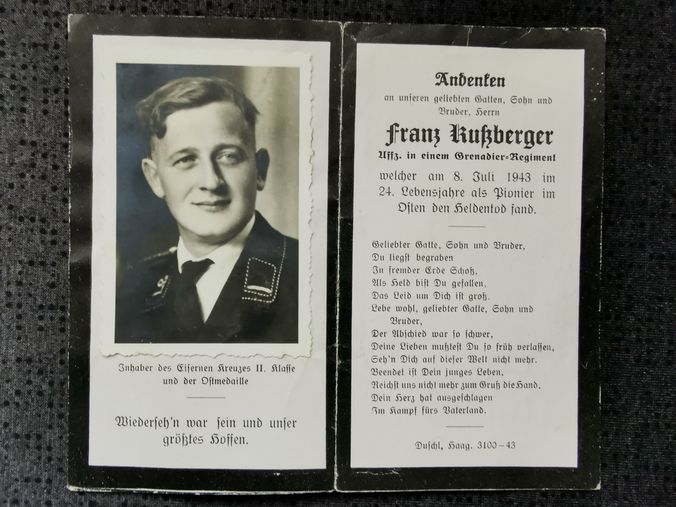 Inhaber des Eisernen Kreuzes II. Klasse
und der Ostmedaille
Wiederseh'n war sein und unser
größtes Hoffen.
Andenken
an unseren geliebten Gatten, Sohn und
Bruder, Herrn
Franz Rußberger
Uffz. in einem Grenadier-Regiment
welcher am 8. Juli 1943 im
24. Lebensjahre als Pionier im
Osten den Heldentod fand.
Geliebter Gatte, Sohn und Bruder,
Du liegst begraben
In fremder Erde Schoß,
Als Held bist Du gefallen,
Das Leid um Dich ist groß.
Lebe wohl, geliebter Gatte, Sohn und
Bruder,
Der Abschied war so schwer,
Deine Lieben mußtest Du so früh verlassen,
Seh'n Dich auf dieser Welt nicht mehr.
Beendet ist Dein junges Leben,
Reichst uns nicht mehr zum Gruß die Hand,
Dein Herz hat ausgeschlagen
Im Kampf fürs Vaterland.
Duschl, Haag. 3100-43